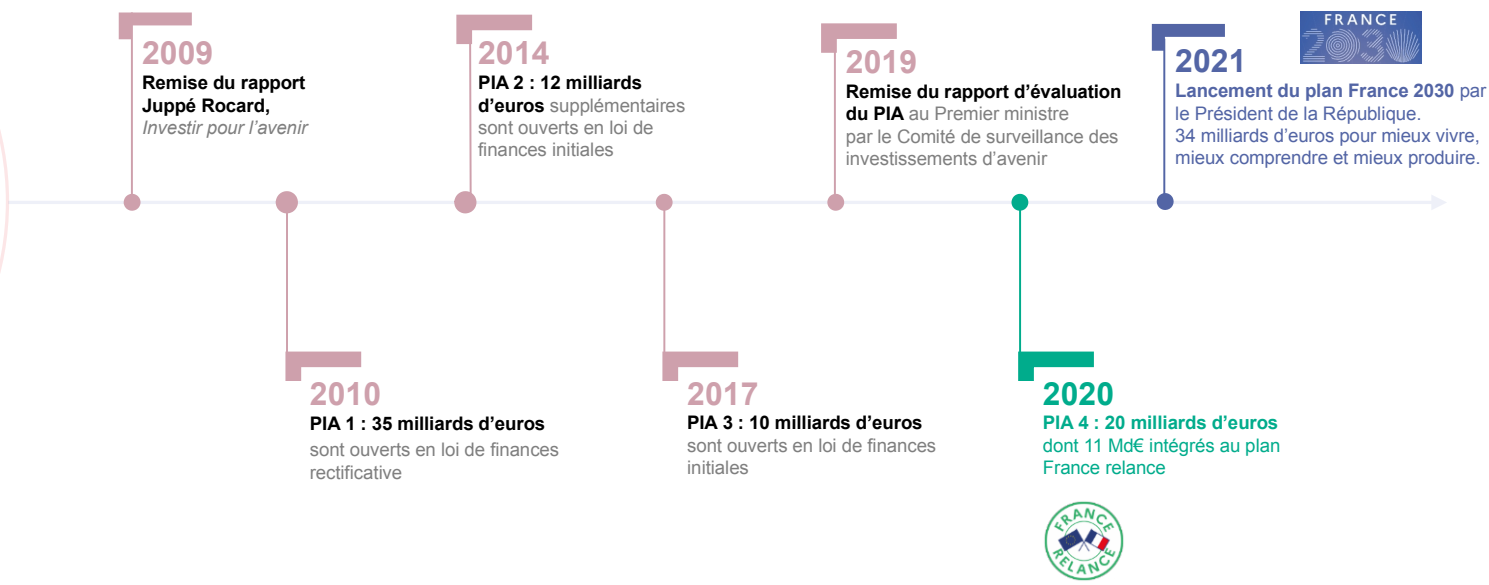 2009
Remise du rapport
Juppé Rocard,
Investir pour l’avenir
2010
PIA 1 : 35 milliards d’euros
sont ouverts en loi de finances
rectificative
2014
PIA 2 : 12 milliards
d’euros supplémentaires
sont ouverts en loi de
finances initiales
2017
PIA 3 : 10 milliards d’euros
sont ouverts en loi de finances
initiales
2019
Remise du rapport d’évaluation
du PIA au Premier ministre
par le Comité de surveillance des
investissements d’avenir
2020
PIA 4 : 20 milliards d’euros
dont 11 Md€ intégrés au plan
France relance
FRANCE
RELANCE
FRANCE
2030
2021
Lancement du plan France 2030 par
le Président de la République.
34 milliards d’euros pour mieux vivre,
mieux comprendre et mieux produire.